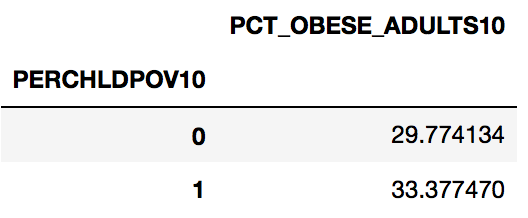 PCT_OBESE_ADULTS10
PERCHLDPOV10
0 29.774134
1 33.377470